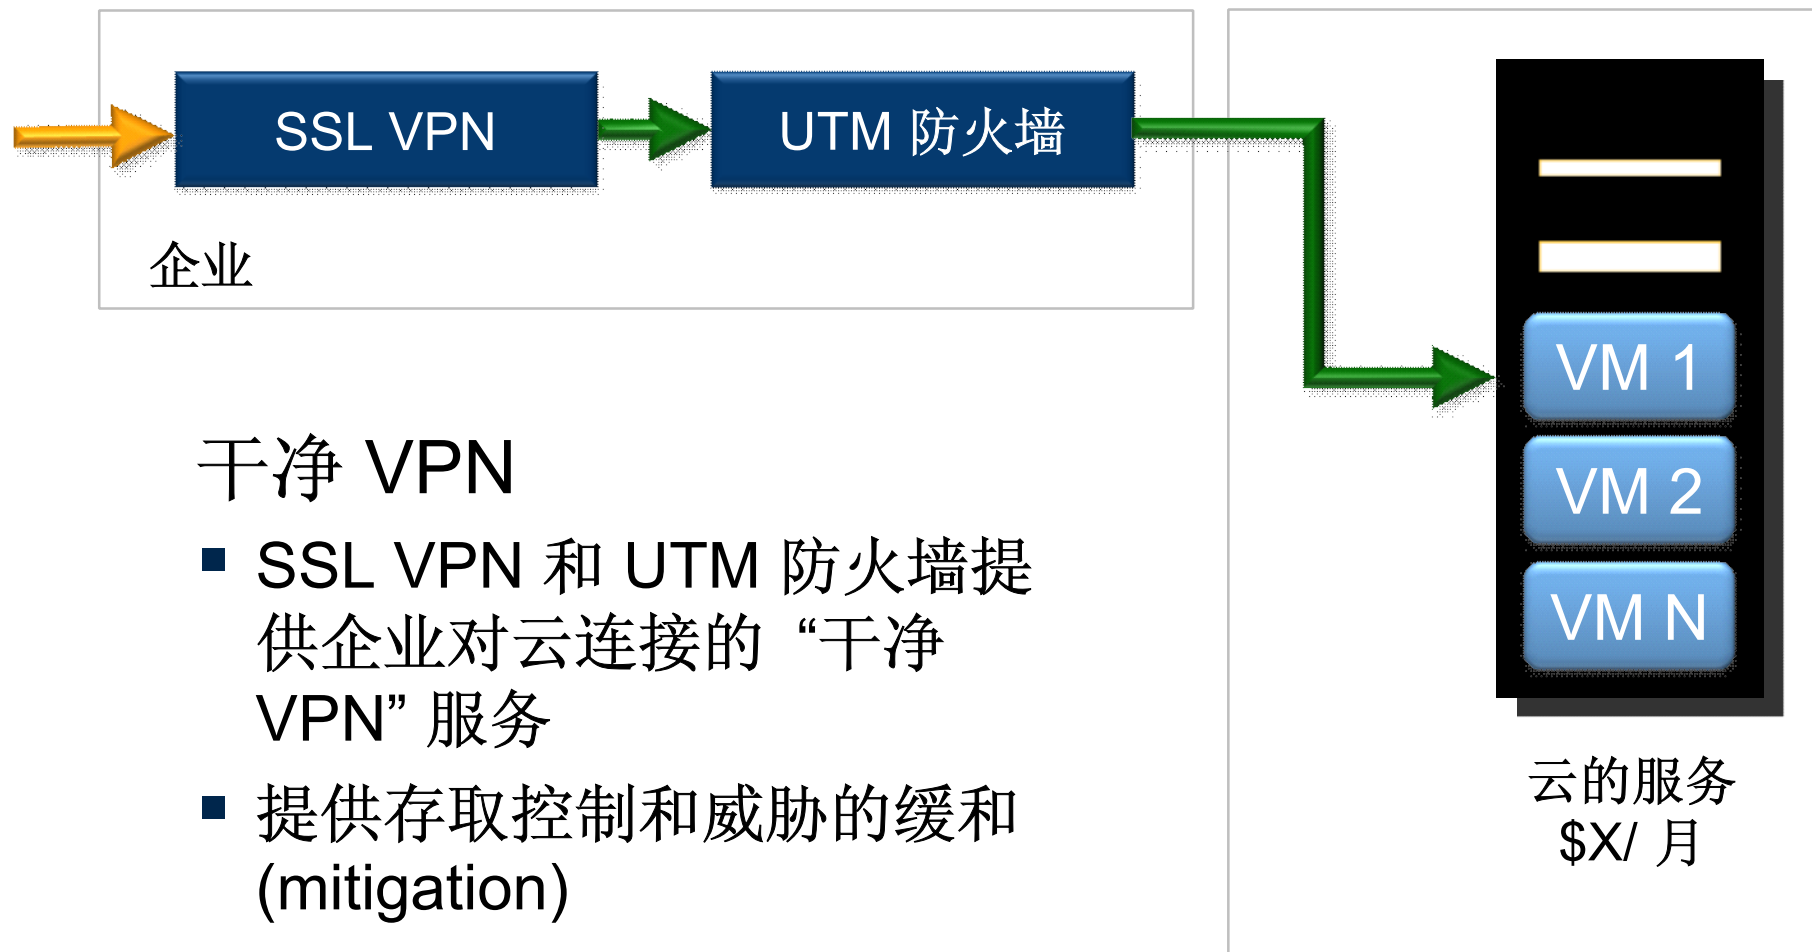 SSL VPN
UTM 防火墙
企业
干净 VPN
SSL VPN 和 UTM 防火墙提
供企业对云连接的 “干净
VPN” 服务
提供存取控制和威胁的缓和
(mitigation)
VM 1
VM 2
VM N
云的服务
$X/ 月